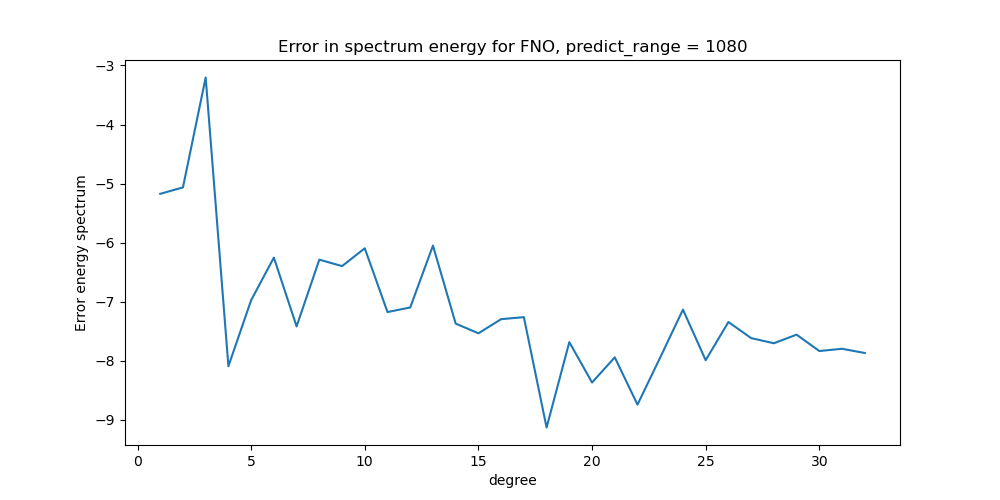 Error in spectrum energy for FNO, predict_range = 1080
−3
−4
−5
−6
−7
−8
−9
Error energy spectrum
0 5 10 15 20 25 30
degree